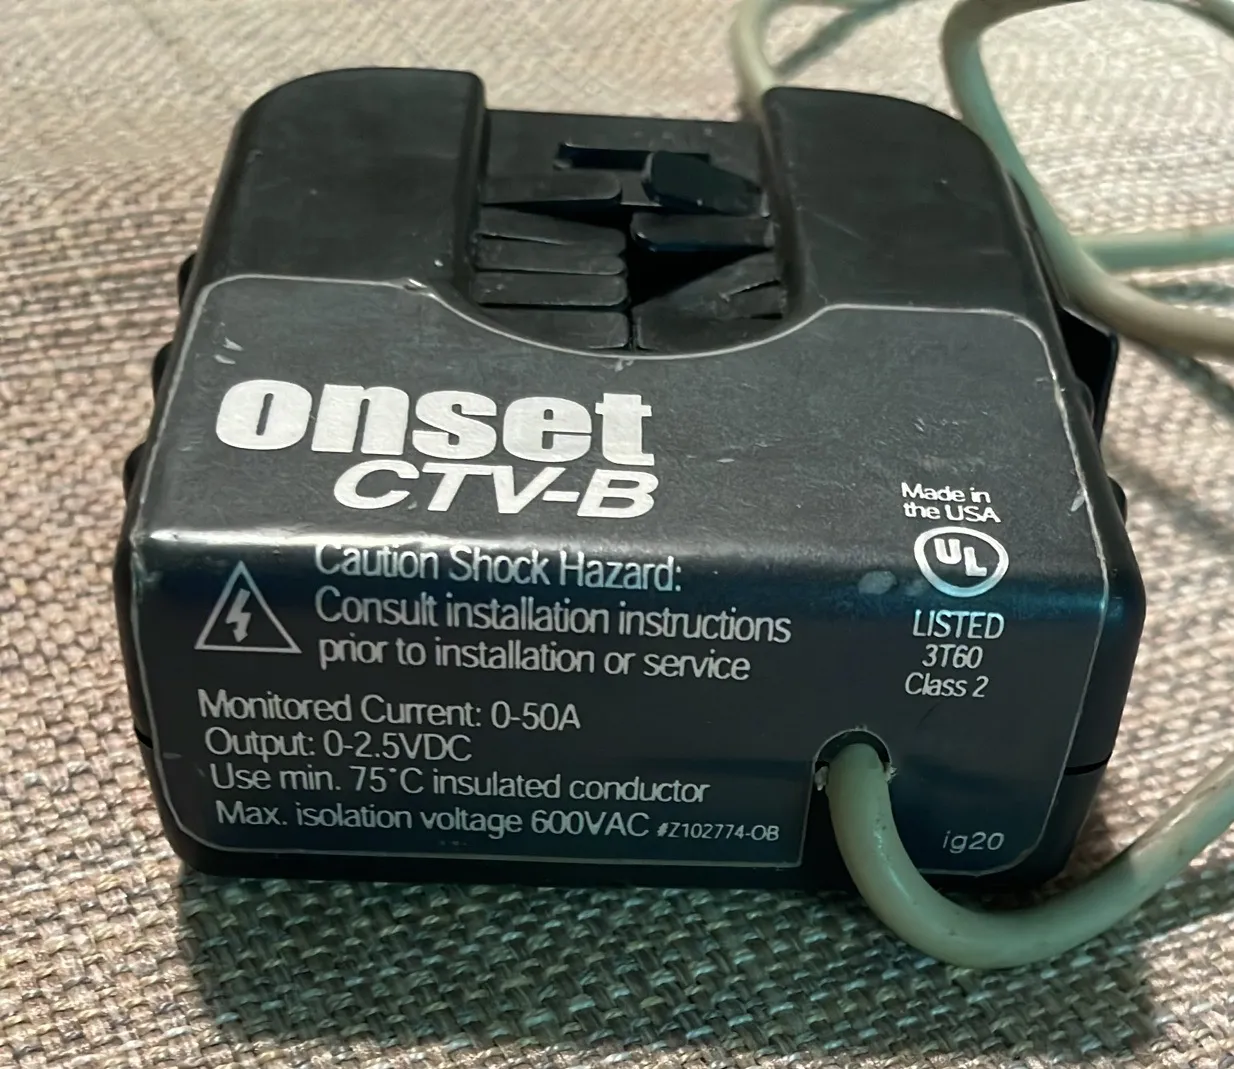 onset
CTV-B
Made in
the USA
UL
LISTED
3T60
Class 2
Caution Shock Hazard:
Consult installation instructions
prior to installation or service
Monitored Current: 0-50A
Output: 0-2.5VDC
Use min. 75°C insulated conductor
Max. isolation voltage 600VAC #Z102774-OB
ig20